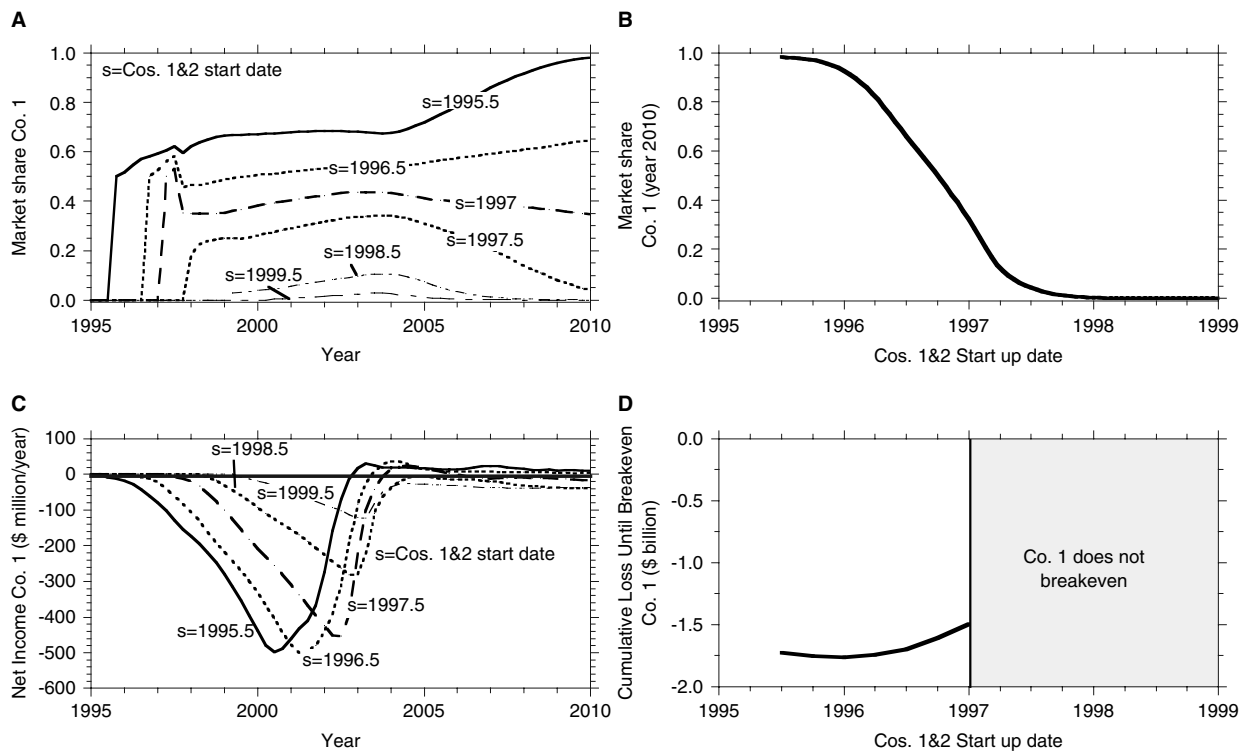 A
Market share Co. 1
1.0
0.8
0.6
0.4
0.2
0.0
s=Cos. 1&2 start date
s=1995.5
s=1996.5
s=1997
s=1997.5
s=1998.5
s=1999.5
1995
2000
2005
2010
Year
B
Market share
Co. 1 (year 2010)
1.0
0.8
0.6
0.4
0.2
0.0
1995
1996
1997
1998
1999
Cos. 1&2 Start up date
C
Net Income Co. 1 ($ million/year)
100
0
-100
-200
-300
-400
-500
-600
s=1998.5
s=1999.5
s=Cos. 1&2 start date
s=1997.5
s=1995.5
s=1996.5
1995
2000
2005
2010
Year
D
Cumulative Loss Until Breakeven
Co. 1 ($ billion)
0.0
-0.5
-1.0
-1.5
-2.0
Co. 1 does not
breakeven
1995
1996
1997
1998
1999
Cos. 1&2 Start up date